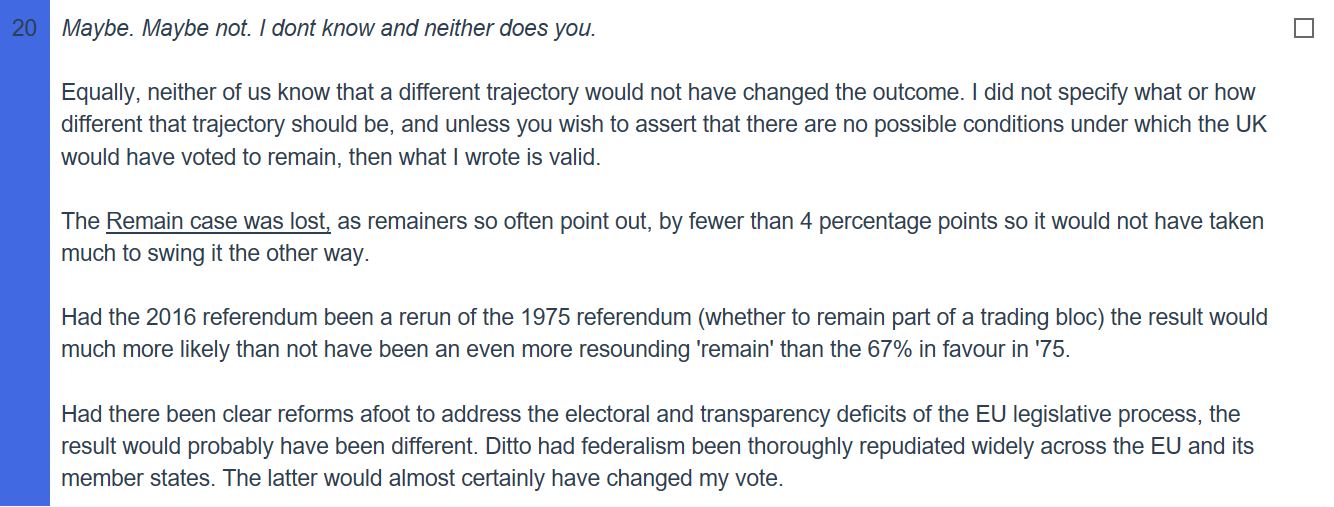 20 Maybe. Maybe not. I dont know and neither does you.
Equally, neither of us know that a different trajectory would not have changed the outcome. I did not specify what or how
different that trajectory should be, and unless you wish to assert that there are no possible conditions under which the UK
would have voted to remain, then what I wrote is valid.
The Remain case was lost, as remainers so often point out, by fewer than 4 percentage points so it would not have taken
much to swing it the other way.
Had the 2016 referendum been a rerun of the 1975 referendum (whether to remain part of a trading bloc) the result would
much more likely than not have been an even more resounding 'remain' than the 67% in favour in '75.
Had there been clear reforms afoot to address the electoral and transparency deficits of the EU legislative process, the
result would probably have been different. Ditto had federalism been thoroughly repudiated widely across the EU and its
member states. The latter would almost certainly have changed my vote.